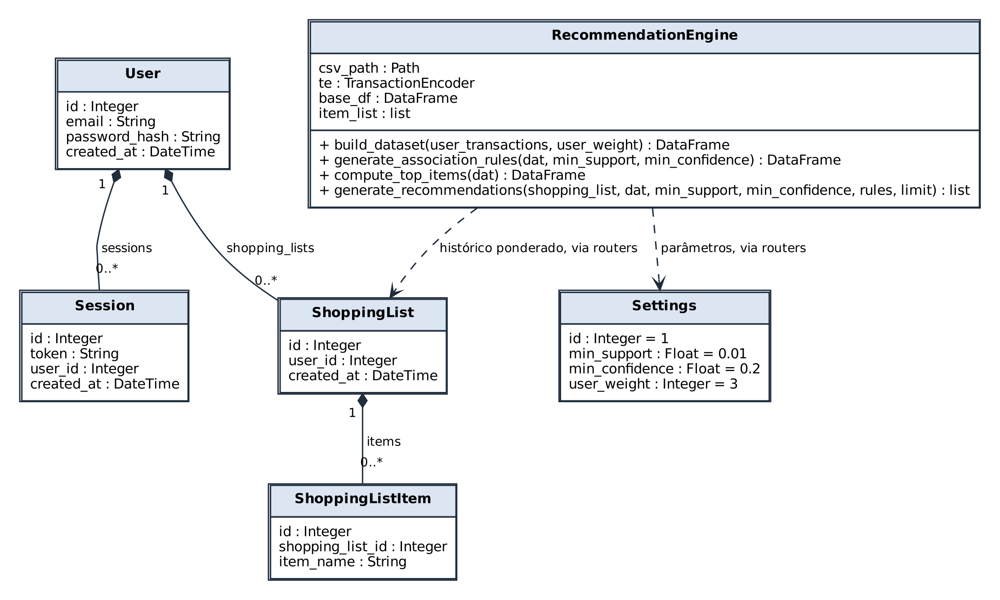 RecommendationEngine
csv_path : Path
te : TransactionEncoder
base_df : DataFrame
item_list : list
+ build_dataset(user_transactions, user_weight) : DataFrame
+ generate_association_rules(dat, min_support, min_confidence) : DataFrame
+ compute_top_items(dat) : DataFrame
+ generate_recommendations(shopping_list, dat, min_support, min_confidence, rules, limit) : list
User
id : Integer
email : String
password_hash : String
created_at : DateTime
1
1
sessions
shopping_lists
histórico ponderado, via routers
parâmetros, via routers
0..*
0..*
Session
id : Integer
token : String
user_id : Integer
created_at : DateTime
ShoppingList
id : Integer
user_id : Integer
created_at : DateTime
Settings
id : Integer = 1
min_support : Float = 0.01
min_confidence : Float = 0.2
user_weight : Integer = 3
1
items
0..*
ShoppingListItem
id : Integer
shopping_list_id : Integer
item_name : String